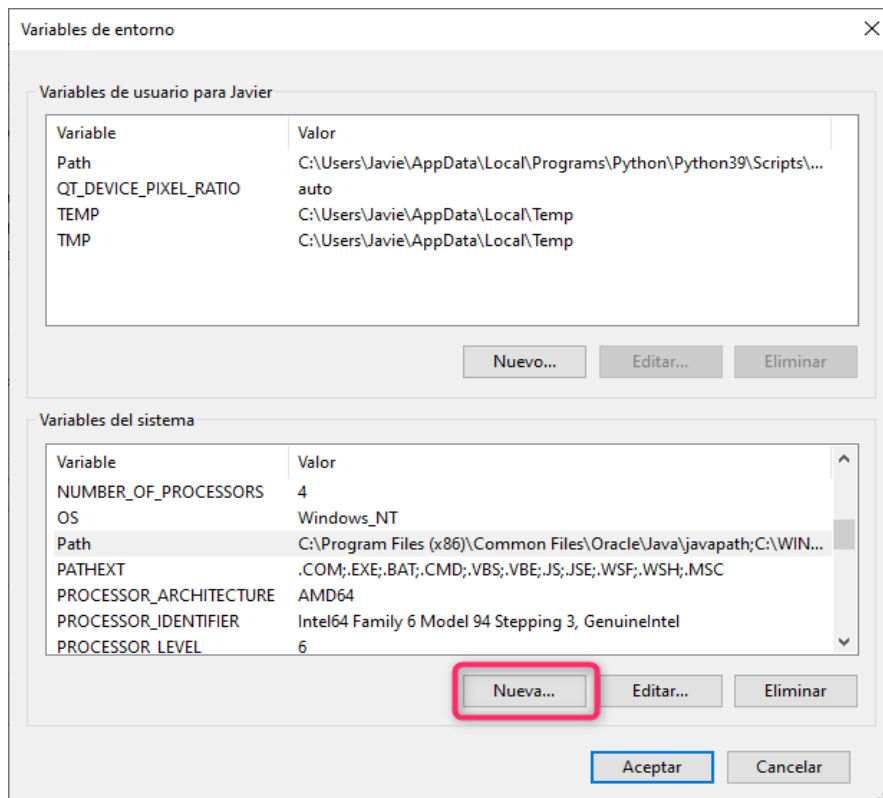 Variables de entorno
Variables de usuario para Javier
Variable Valor
Path C:\Users\Javie\AppData\Local\Programs\Python\Python39\Scripts\...
QT_DEVICE_PIXEL_RATIO auto
TEMP C:\Users\Javie\AppData\Local\Temp
TMP C:\Users\Javie\AppData\Local\Temp
Nuevo... Editar... Eliminar
Variables del sistema
Variable Valor
NUMBER_OF_PROCESSORS 4
OS Windows_NT
Path C:\Program Files (x86)\Common Files\Oracle\Java\javapath;C:\WIN...
PATHEXT .COM;.EXE;.BAT;.CMD;.VBS;.VBE;.JS;.JSE;.WSF;.WSH;.MSC
PROCESSOR_ARCHITECTURE AMD64
PROCESSOR_IDENTIFIER Intel64 Family 6 Model 94 Stepping 3, GenuineIntel
PROCESSOR_LEVEL 6
Nueva... Editar... Eliminar
Aceptar Cancelar